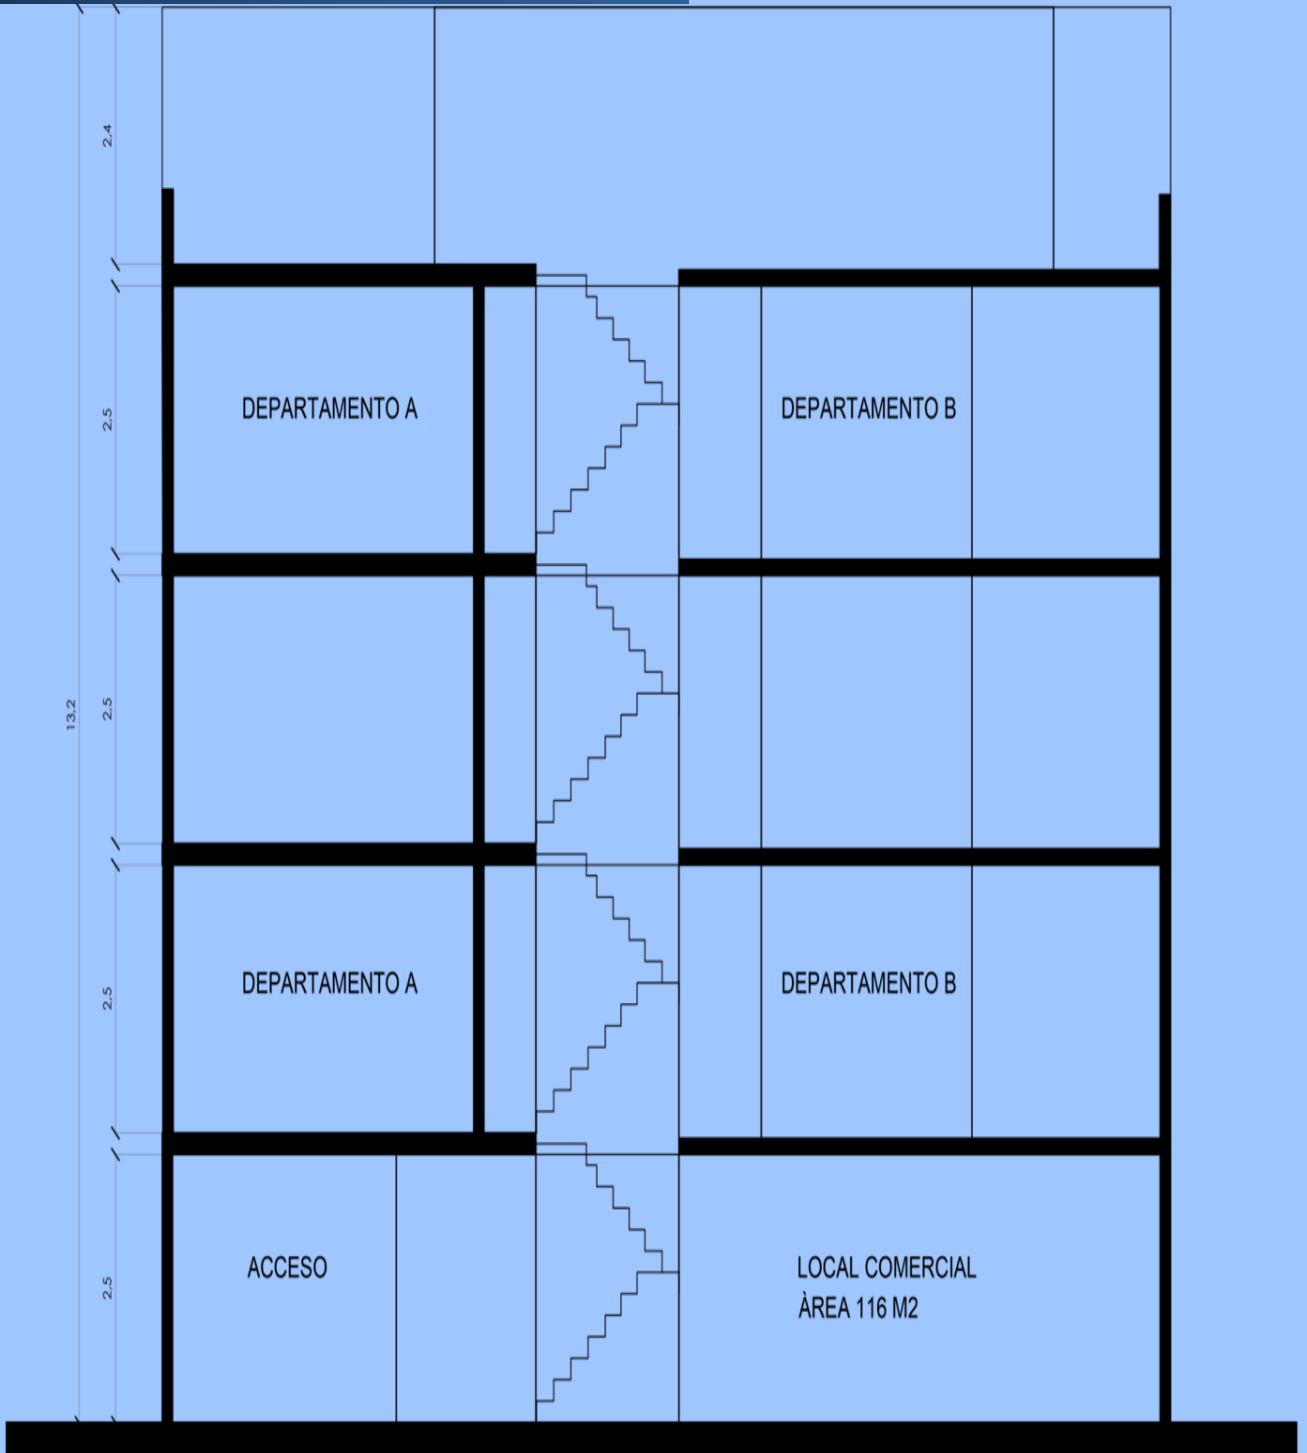 2.4
2.5
DEPARTAMENTO A
DEPARTAMENTO B
13.2
2.5
2.5
DEPARTAMENTO A
DEPARTAMENTO B
2.5
ACCESO
LOCAL COMERCIAL
ÀREA 116 M2